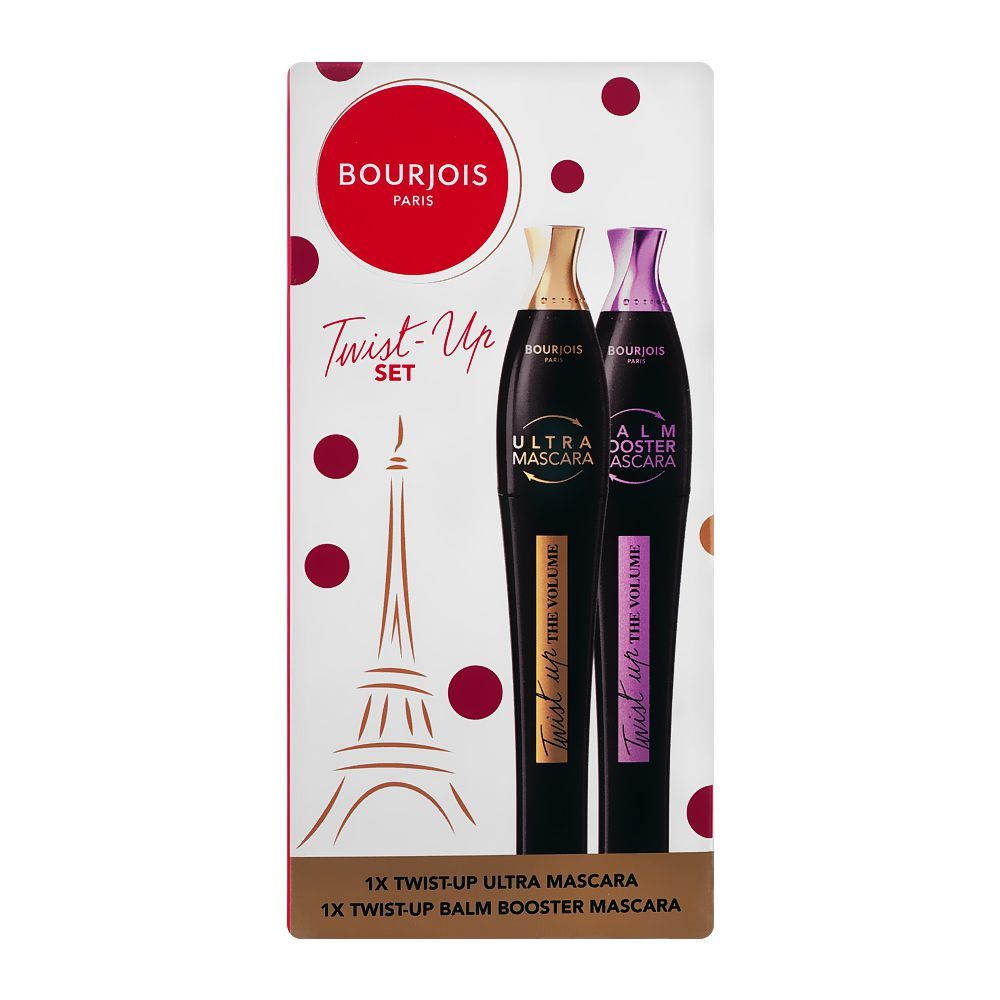 BOURJOIS
PARIS
Twist-Up
SET
BOURJOIS
PARIS
ULTRA
MASCARA
Twist up THE VOLUME
BOURJOIS
PARIS
ALM
OOSTER
ASCARA
Twist up THE VOLUME
1X TWIST-UP ULTRA MASCARA
1X TWIST-UP BALM BOOSTER MASCARA